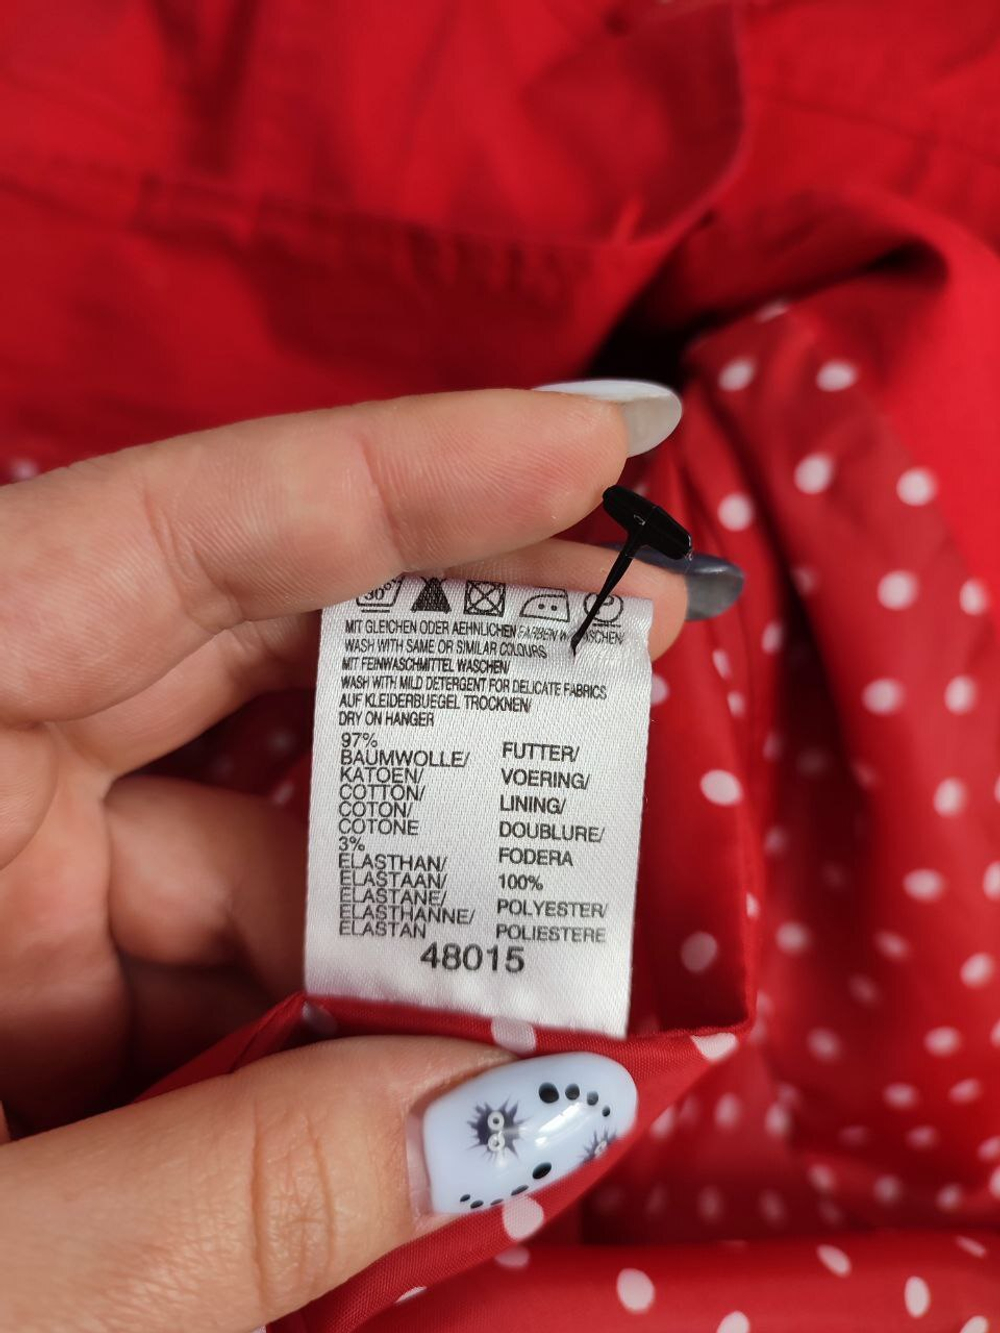 30°
MIT GLEICHEN ODER AEHNLICHEN FARBEN WASCHEN/
WASH WITH SAME OR SIMILAR COLOURS
MIT FEINWASCHMITTEL WASCHEN/
WASH WITH MILD DETERGENT FOR DELICATE FABRICS
AUF KLEIDERBUEGEL TROCKNEN/
DRY ON HANGER
97%
BAUMWOLLE/
KATOEN/
COTTON/
COTON/
COTONE
3%
ELASTHAN/
ELASTAAN/
ELASTANE/
ELASTHANNE/
ELASTAN
FUTTER/
VOERING/
LINING/
DOUBLURE/
FODERA
100%
POLYESTER/
POLIESTERE
48015